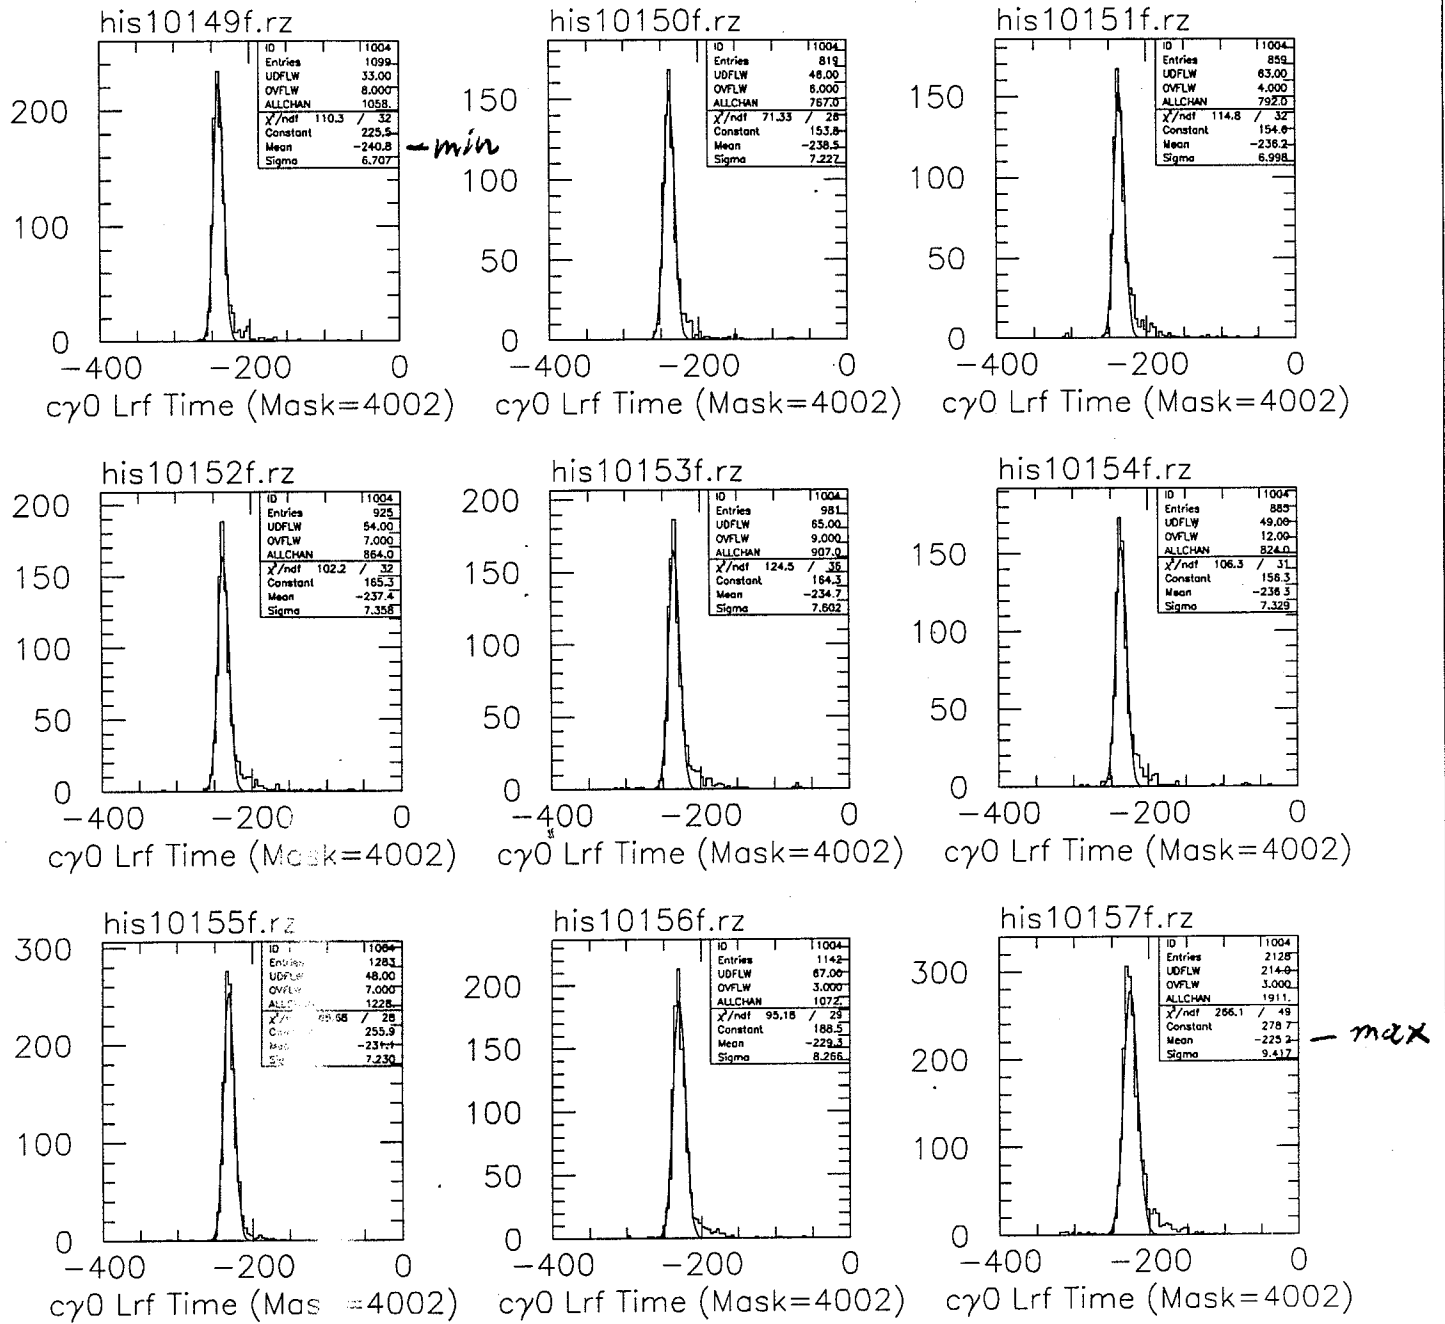 his10149f.rz
ID 1004
Entries 1099
UDFLW 33.00
OVFLW 8.000
ALLCHAN 1058.
χ²/ndf 110.3 / 32
Constant 225.5
Mean -240.8
Sigma 6.707
-min
200
100
0
-400 -200 0
cγ0 Lrf Time (Mask=4002)
his10150f.rz
ID 1004
Entries 819
UDFLW 48.00
OVFLW 6.000
ALLCHAN 767.0
χ²/ndf 71.33 / 28
Constant 153.8
Mean -238.5
Sigma 7.227
150
100
50
0
-400 -200 0
cγ0 Lrf Time (Mask=4002)
his10151f.rz
ID 1004
Entries 859
UDFLW 63.00
OVFLW 4.000
ALLCHAN 792.0
χ²/ndf 114.8 / 32
Constant 154.6
Mean -236.2
Sigma 6.998
150
100
50
0
-400 -200 0
cγ0 Lrf Time (Mask=4002)
his10152f.rz
ID 1004
Entries 925
UDFLW 54.00
OVFLW 7.000
ALLCHAN 864.0
χ²/ndf 102.2 / 32
Constant 165.3
Mean -237.4
Sigma 7.358
200
150
100
50
0
-400 -200 0
cγ0 Lrf Time (Mask=4002)
his10153f.rz
ID 1004
Entries 981
UDFLW 65.00
OVFLW 9.000
ALLCHAN 907.0
χ²/ndf 124.5 / 36
Constant 164.3
Mean -234.7
Sigma 7.602
200
150
100
50
0
-400 -200 0
cγ0 Lrf Time (Mask=4002)
his10154f.rz
ID 1004
Entries 885
UDFLW 49.00
OVFLW 12.00
ALLCHAN 824.0
χ²/ndf 106.3 / 31
Constant 156.3
Mean -236.3
Sigma 7.329
150
100
50
0
-400 -200 0
cγ0 Lrf Time (Mask=4002)
his10155f.rz
ID 1004
Entries 1283
UDFLW 48.00
OVFLW 7.000
1228.
/ 28
255.9
-231.1
7.230
300
200
100
0
-400 -200 0
cγ0 Lrf Time (Mas =4002)
his10156f.rz
ID 1004
Entries 1142
UDFLW 67.00
OVFLW 3.000
ALLCHAN 1072.
χ²/ndf 95.18 / 29
Constant 188.5
Mean -229.3
Sigma 8.266
200
150
100
50
0
-400 -200 0
cγ0 Lrf Time (Mask=4002)
his10157f.rz
ID 1004
Entries 2128
UDFLW 214.0
OVFLW 3.000
ALLCHAN 1911.
χ²/ndf 266.1 / 49
Constant 278.7
Mean -225.2
Sigma 9.417
- max
300
200
100
0
-400 -200 0
cγ0 Lrf Time (Mask=4002)